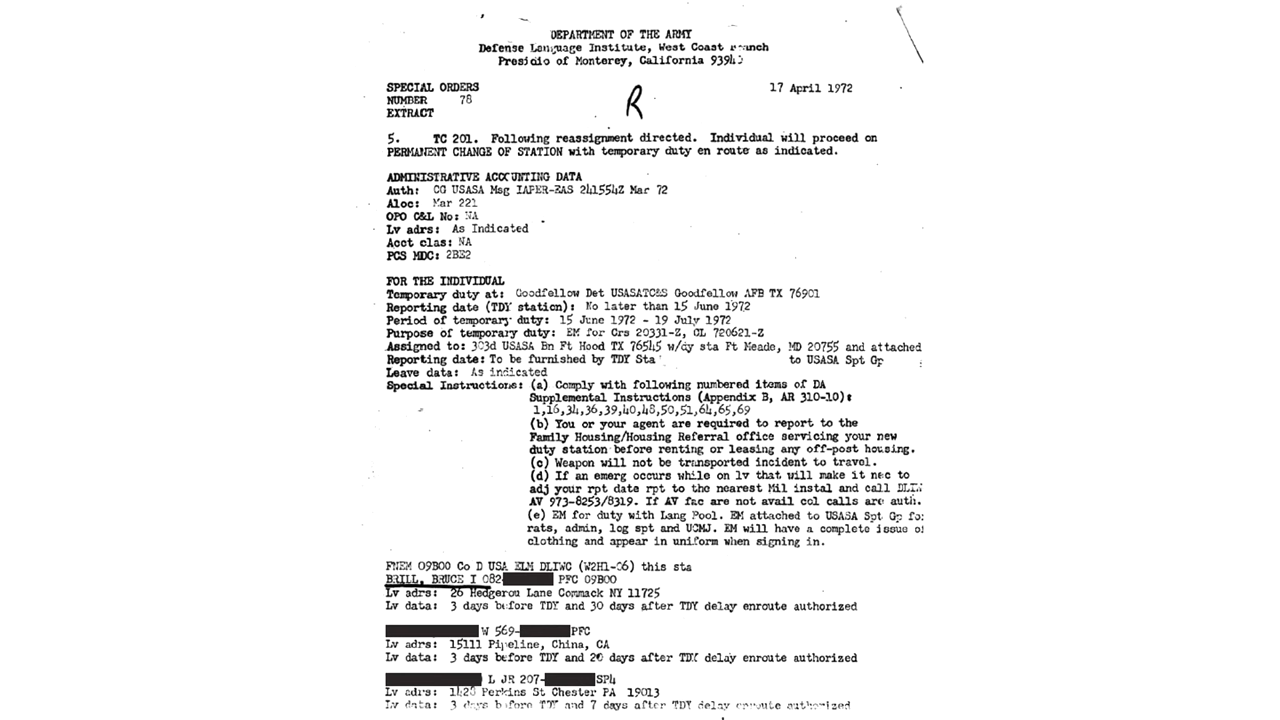 DEPARTMENT OF THE ARMY
Defense Language Institute, West Coast
Presidio of Monterey, California
SPECIAL ORDERS 17 April 1972
NUMBER 78
EXTRACT
R
5. TC 201. Following reassignment directed. Individual will proceed on
PERMANENT CHANGE OF STATION with temporary duty en route as indicated.
ADMINISTRATIVE ACCOUNTING DATA
Auth: CG USASA Msg IAPER-EAS 241554Z Mar 72
Aloc: Mar 221
OPO C&L No: NA
Lv adrs: As Indicated
Acct clas: NA
PCS MDC: 2BE2
FOR THE INDIVIDUAL
Temporary duty at: Goodfellow Det USASATC&S Goodfellow AFB TX 76901
Reporting date (TDY station): No later than 15 June 1972
Period of temporary duty: 15 June 1972 - 19 July 1972
Purpose of temporary duty: EM for Crs 20331-Z, CL 720621-Z
Assigned to: 303d USASA Bn Ft Hood TX 76545 w/dy sta Ft Meade, MD 20755 and attached
Reporting date: To be furnished by TDY Sta to USASA Spt Gp
Leave data: As indicated
Special Instructions: (a) Comply with following numbered items of DA
Supplemental Instructions (Appendix B, AR 310-10):
1,16,34,36,39,40,48,50,51,64,65,69
(b) You or your agent are required to report to the
Family Housing/Housing Referral office servicing your new
duty station before renting or leasing any off-post housing.
(c) Weapon will not be transported incident to travel.
(d) If an emerg occurs while on lv that will make it nec to
adj your rpt date rpt to the nearest Mil instal and call
AV 973-8253/8319. If AV fac are not avail col calls are auth.
(e) EM for duty with Lang Pool. EM attached to USASA Spt Gp
rats, admin, log spt and UCMJ. EM will have a complete issue
clothing and appear in uniform when signing in.
FNEM 09B00 Co D USA ELM DLIWC (W2H1-06) this sta
BRILL, BRUCE I 082- PFC 09B00
Lv adrs: 26 Hedgerow Lane Commack NY 11725
Lv data: 3 days before TDY and 30 days after TDY delay enroute authorized
W 569- PFC
Lv adrs: 15111 Pipeline, China, CA
Lv data: 3 days before TDY and 20 days after TDY delay enroute authorized
L JR 207- SP4
Lv adrs: 1420 Perkins St Chester PA 19013
Lv data: 3 days before TDY and 7 days after TDY delay enroute authorized